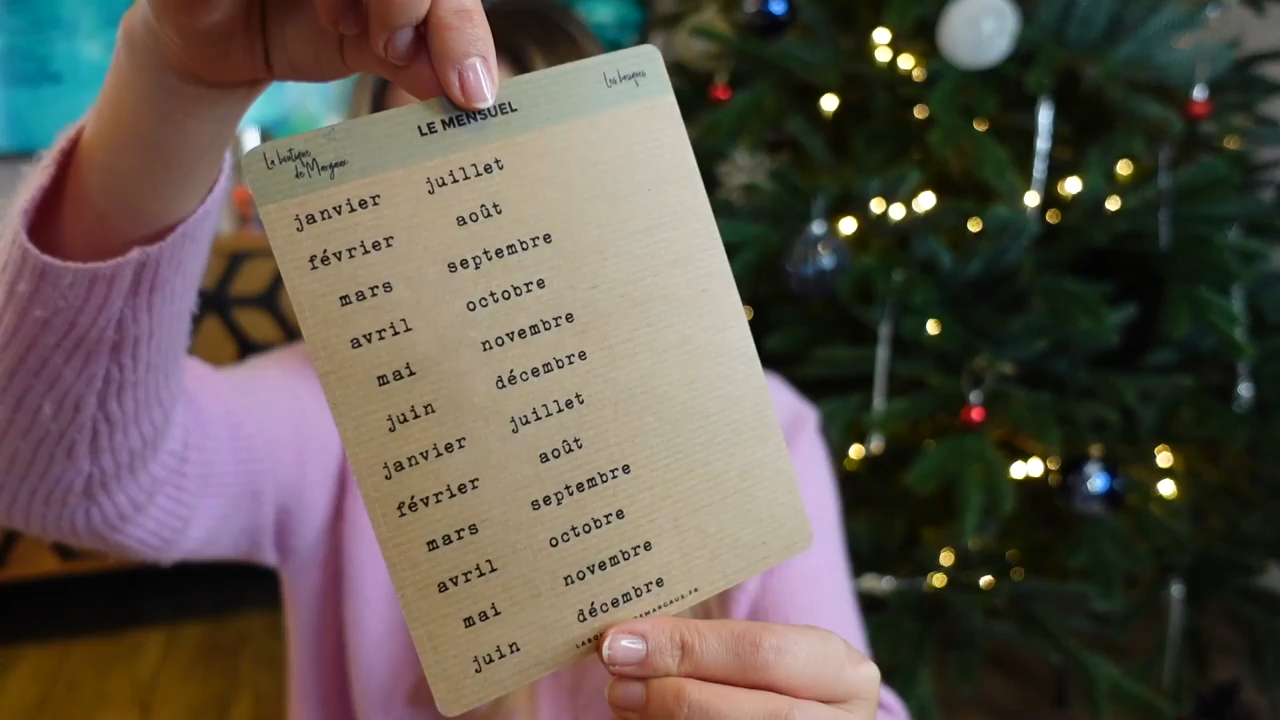 La boutique
de Margaux
LE MENSUEL
Les basiques
janvier
février
mars
avril
mai
juin
janvier
février
mars
avril
mai
juin
juillet
août
septembre
octobre
novembre
décembre
juillet
août
septembre
octobre
novembre
décembre